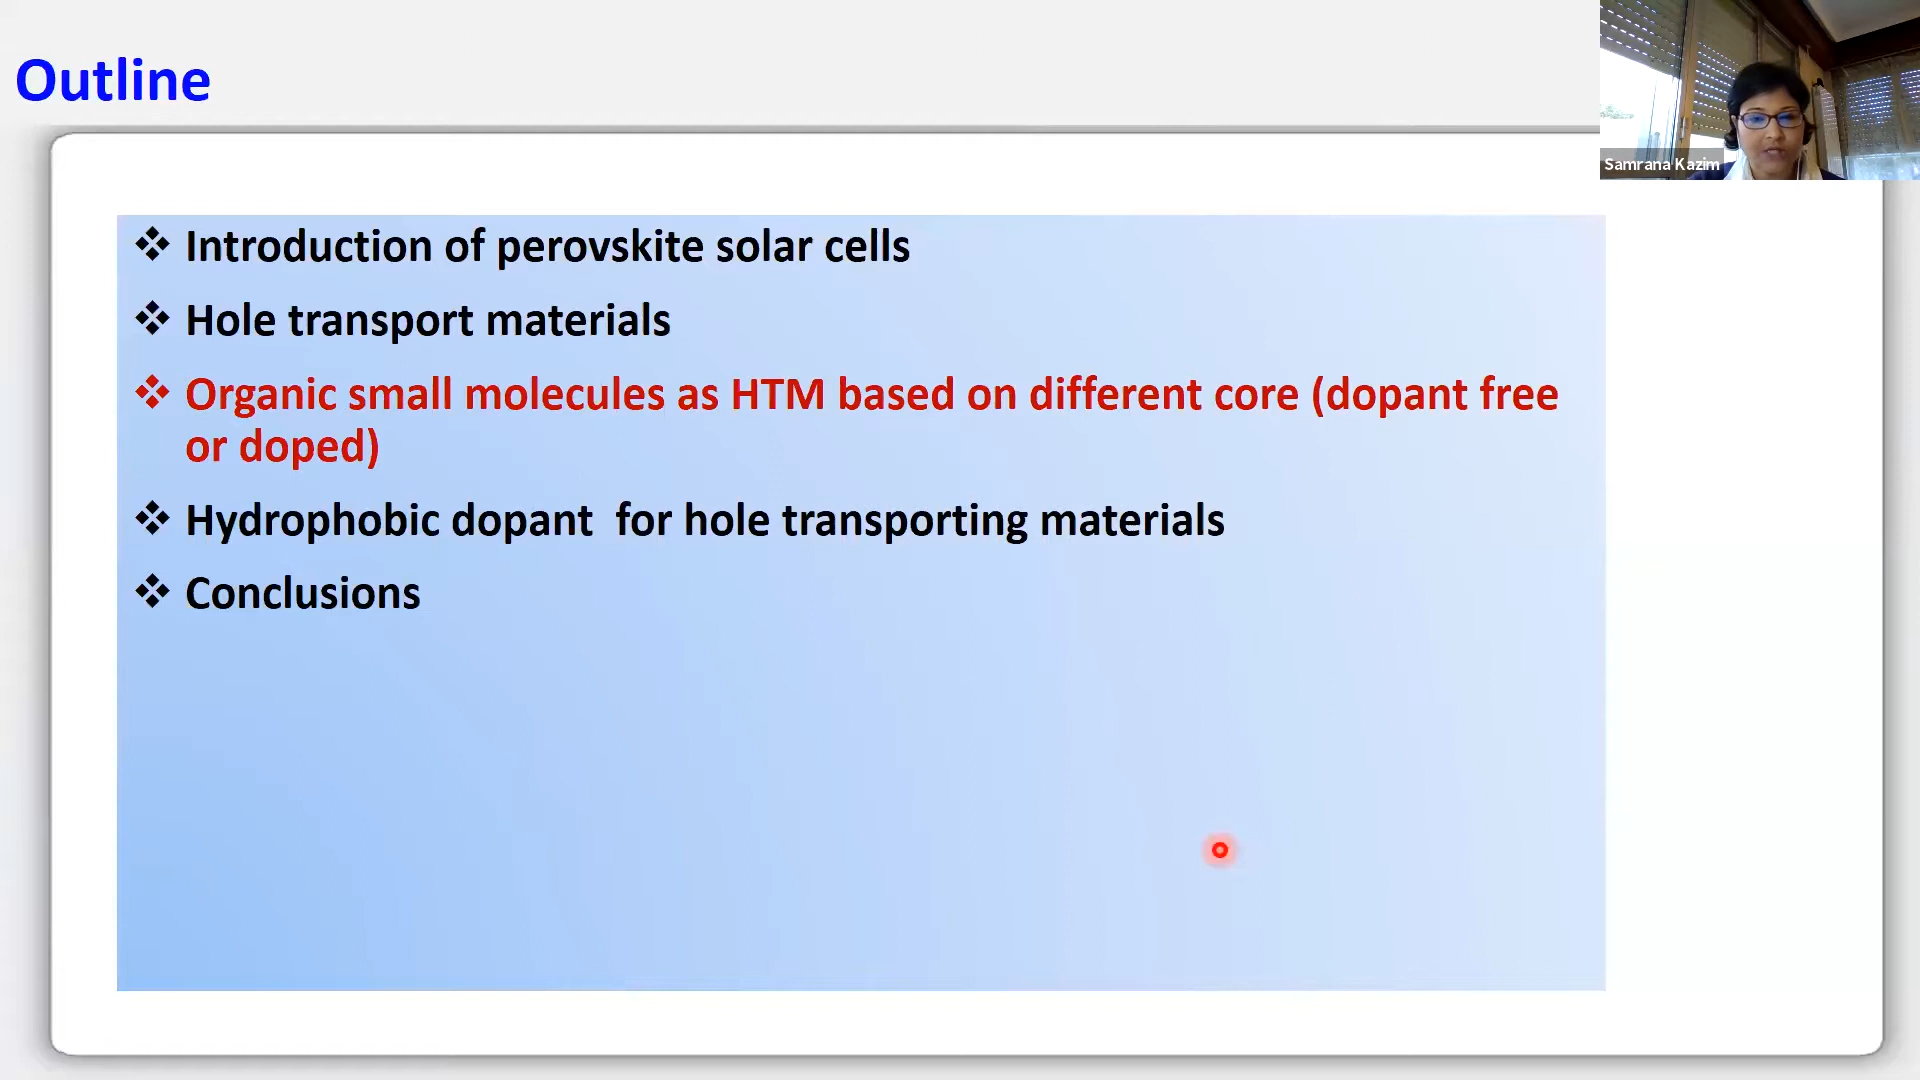 Outline
Samrana Kazim
❖ Introduction of perovskite solar cells
❖ Hole transport materials
❖ Organic small molecules as HTM based on different core (dopant free
or doped)
❖ Hydrophobic dopant  for hole transporting materials
❖ Conclusions